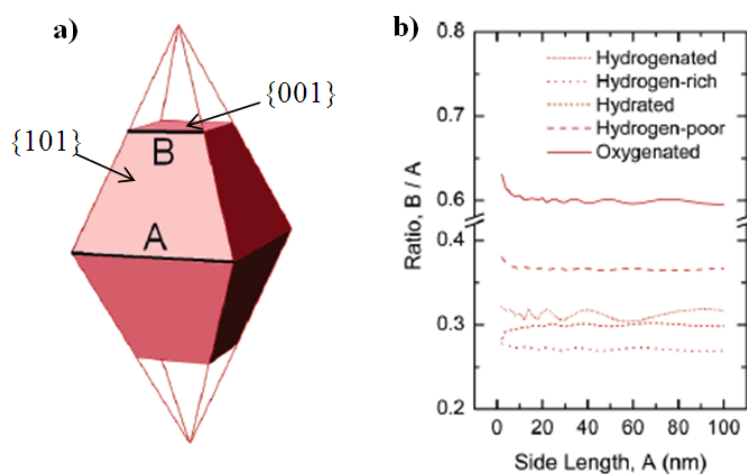 a)
{001}
{101}
B
A
b)
0.8
0.7
0.6
0.4
0.3
0.2
Ratio, B / A
Hydrogenated
Hydrogen-rich
Hydrated
Hydrogen-poor
Oxygenated
0 20 40 60 80 100
Side Length, A (nm)